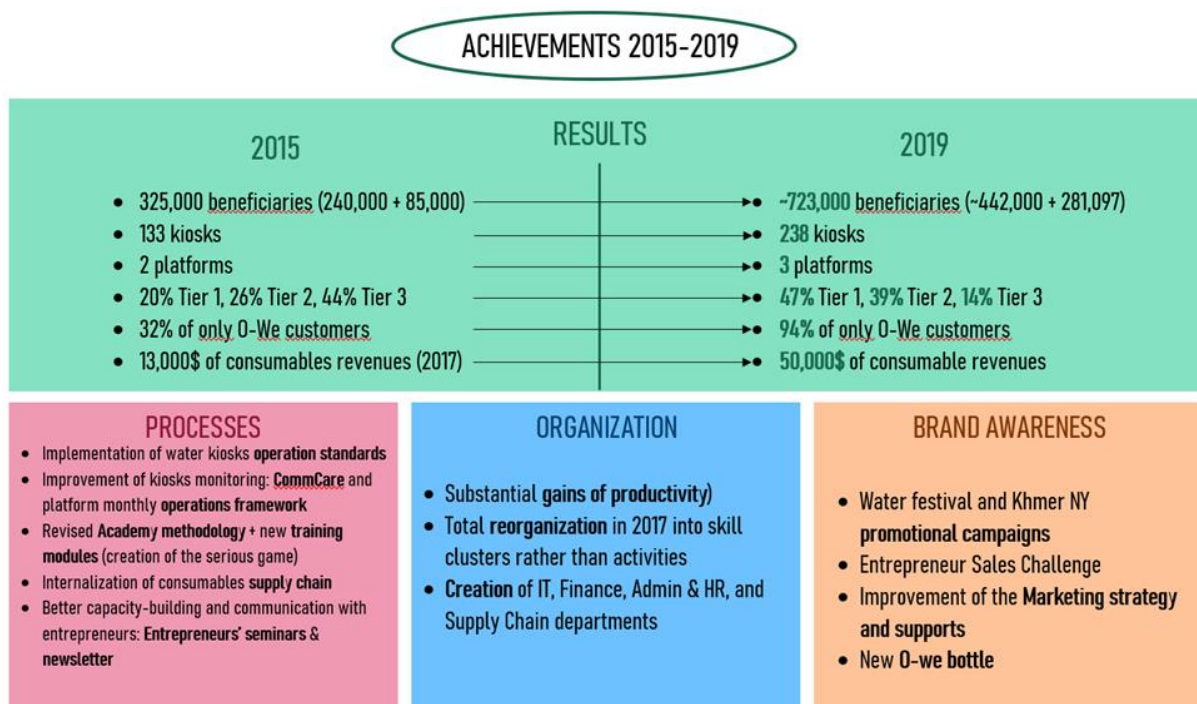 ACHIEVEMENTS 2015-2019
RESULTS
2015
• 325,000 beneficiaries (240,000 + 85,000)
• 133 kiosks
• 2 platforms
• 20% Tier 1, 26% Tier 2, 44% Tier 3
• 32% of only O-We customers
• 13,000$ of consumables revenues (2017)
2019
• ~723,000 beneficiaries (~442,000 + 281,097)
• 238 kiosks
• 3 platforms
• 47% Tier 1, 39% Tier 2, 14% Tier 3
• 94% of only O-We customers
• 50,000$ of consumable revenues
PROCESSES
• Implementation of water kiosks operation standards
• Improvement of kiosks monitoring: CommCare and
platform monthly operations framework
• Revised Academy methodology + new training
modules (creation of the serious game)
• Internalization of consumables supply chain
• Better capacity-building and communication with
entrepreneurs: Entrepreneurs' seminars &
newsletter
ORGANIZATION
• Substantial gains of productivity)
• Total reorganization in 2017 into skill
clusters rather than activities
• Creation of IT, Finance, Admin & HR, and
Supply Chain departments
BRAND AWARENESS
• Water festival and Khmer NY
promotional campaigns
• Entrepreneur Sales Challenge
• Improvement of the Marketing strategy
and supports
• New O-we bottle